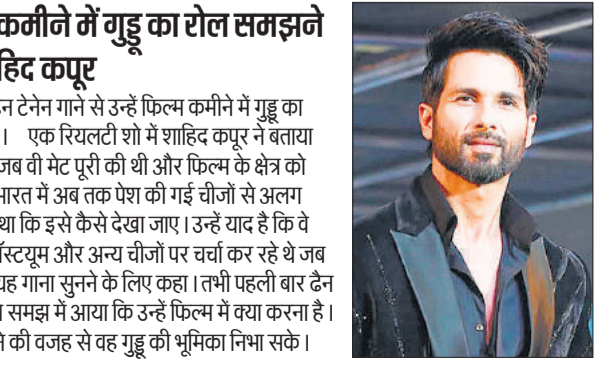 कमीने में गुड्डू का रोल समझने
हिद कपूर
टेनेन गाने से उन्हें फिल्म कमीने में गुड्डू का
। एक रियलटी शो में शाहिद कपूर ने बताया
जब वी मेट पूरी की थी और फिल्म के क्षेत्र को
भारत में अब तक पेश की गई चीजों से अलग
था कि इसे कैसे देखा जाए। उन्हें याद है कि वे
ॉस्ट्यूम और अन्य चीजों पर चर्चा कर रहे थे जब
यह गाना सुनने के लिए कहा। तभी पहली बार ढैन
समझ में आया कि उन्हें फिल्म में क्या करना है।
की वजह से वह गुड्डू की भूमिका निभा सके।